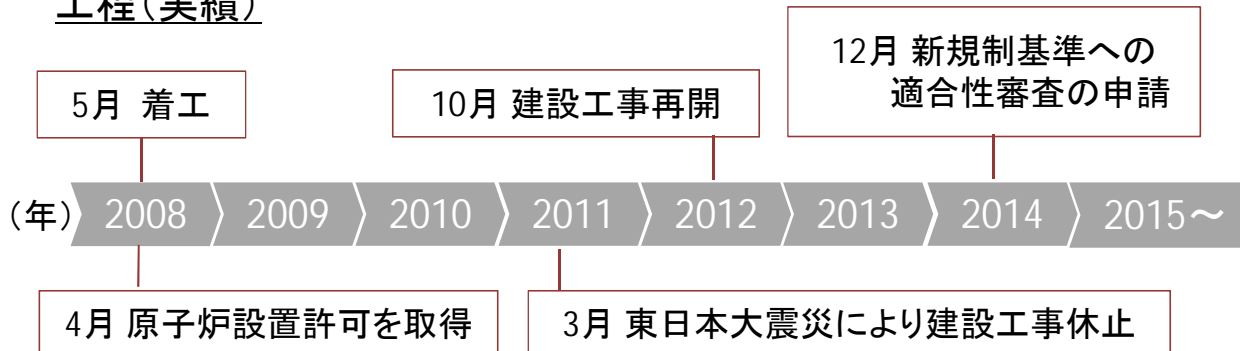 工程（実績）
12月 新規制基準への
適合性審査の申請
5月 着工
10月 建設工事再開
（年） 2008 2009 2010 2011 2012 2013 2014 2015～
4月 原子炉設置許可を取得
3月 東日本大震災により建設工事休止